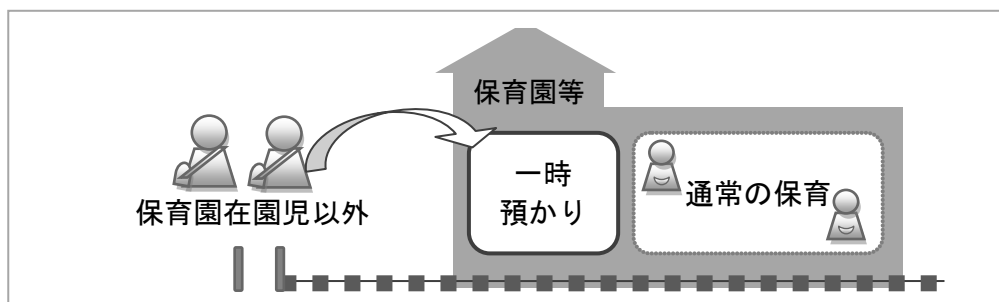 保育園等
一時
預かり
通常の保育
保育園在園児以外